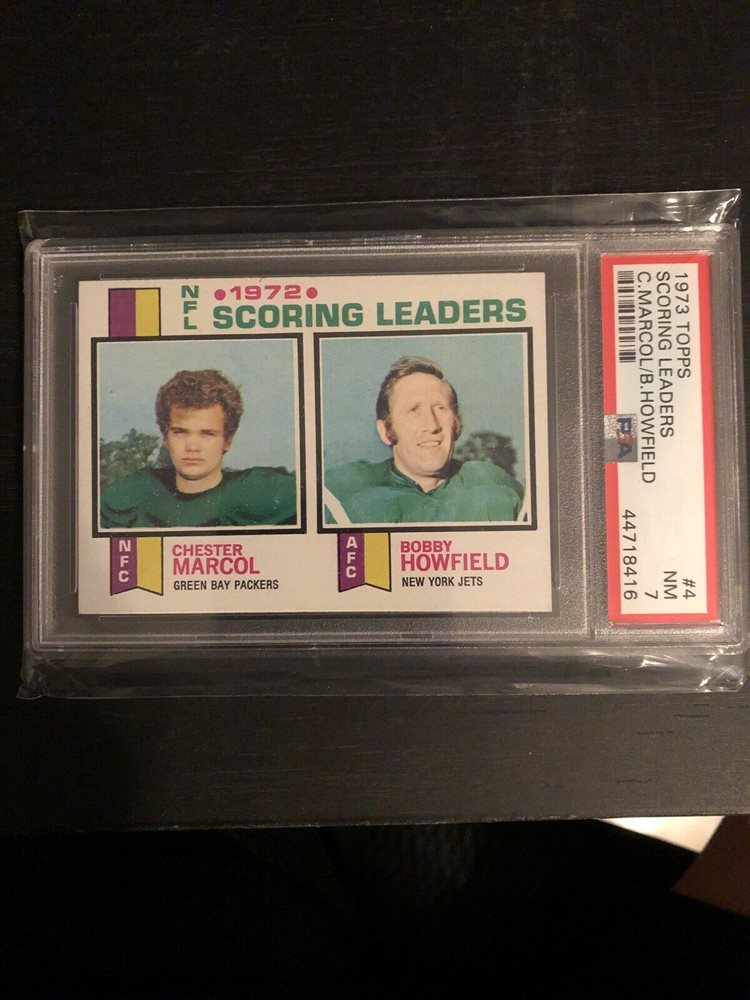 NFL
•1972•
SCORING LEADERS
NFC
CHESTER
MARCOL
GREEN BAY PACKERS
AFC
BOBBY
HOWFIELD
NEW YORK JETS
1973 TOPPS #4
SCORING LEADERS NM
C.MARCOL/B.HOWFIELD 7
PSA
44718416